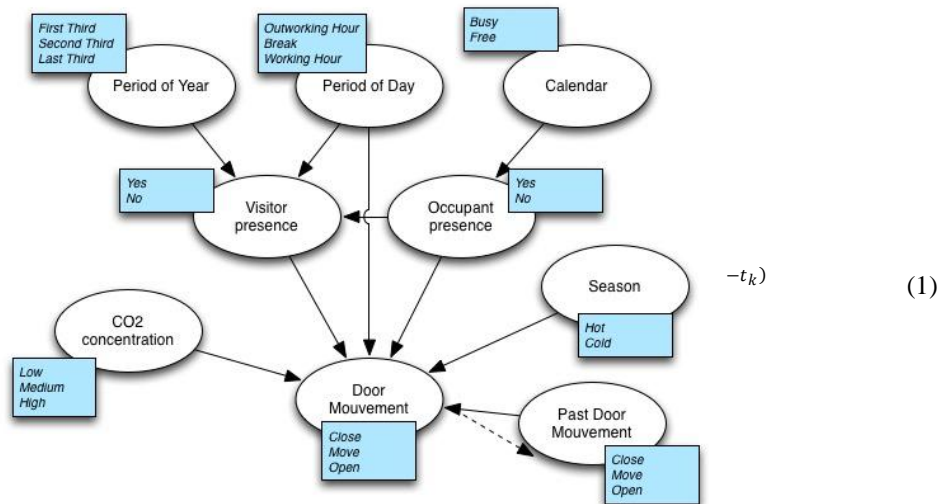 First Third
Second Third
Last Third
Period of Year
Outworking Hour
Break
Working Hour
Period of Day
Busy
Free
Calendar
Yes
No
Visitor
presence
Occupant
presence
Yes
No
CO2
concentration
Low
Medium
High
Season
Hot
Cold
−t_k)
(1)
Door
Mouvement
Close
Move
Open
Past Door
Mouvement
Close
Move
Open